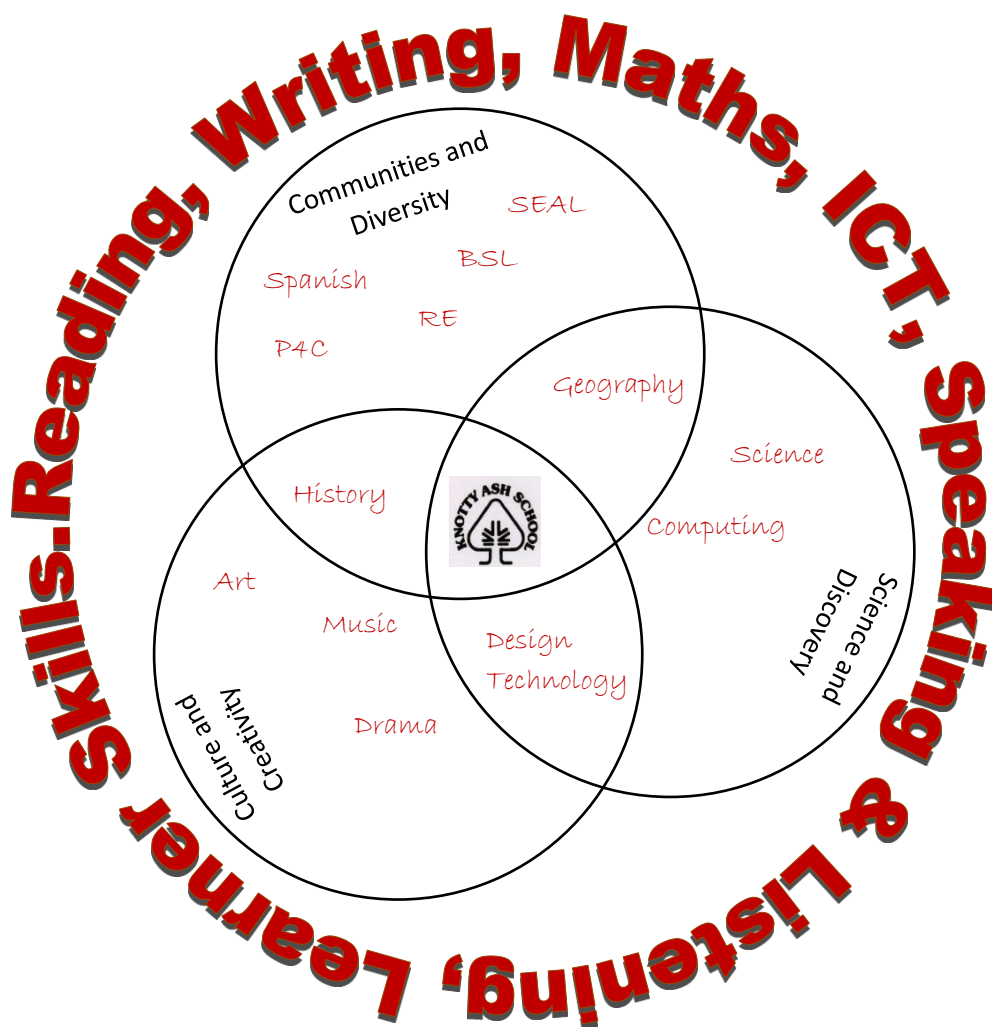 Reading, Writing, Maths, ICT, Speaking & Listening, Learner Skills.
Communities and
Diversity
SEAL
BSL
Spanish
RE
P4C
Geography
Science
Computing
Science and
Discovery
History
KNOTTY ASH SCHOOL
Art
Music
Design
Technology
Drama
Culture and
Creativity